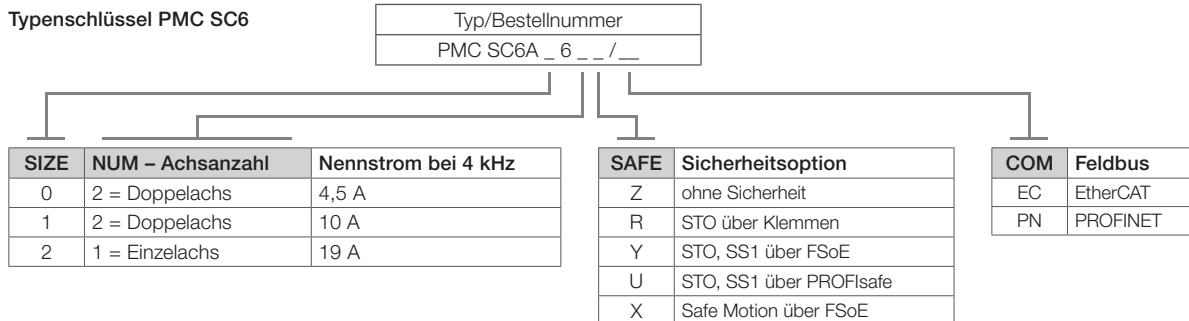 Typenschlüssel PMC SC6
Typ/Bestellnummer
PMC SC6A _ 6 _ _ /__
SIZE NUM – Achsanzahl Nennstrom bei 4 kHz
0 2 = Doppelachs 4,5 A
1 2 = Doppelachs 10 A
2 1 = Einzelachs 19 A
SAFE Sicherheitsoption
Z ohne Sicherheit
R STO über Klemmen
Y STO, SS1 über FSoE
U STO, SS1 über PROFIsafe
X Safe Motion über FSoE
COM Feldbus
EC EtherCAT
PN PROFINET